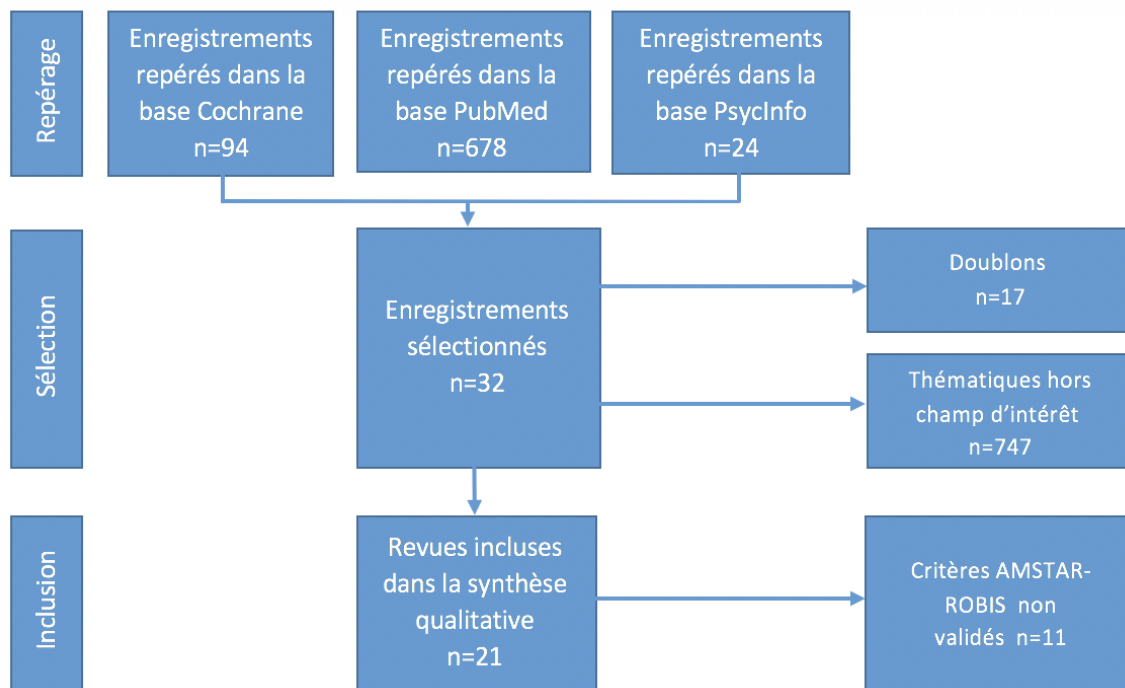 Repérage
Enregistrements
repérés dans la
base Cochrane
n=94
Enregistrements
repérés dans la
base PubMed
n=678
Enregistrements
repérés dans la
base PsycInfo
n=24
Sélection
Enregistrements
sélectionnés
n=32
Doublons
n=17
Thématiques hors
champ d’intérêt
n=747
Inclusion
Revues incluses
dans la synthèse
qualitative
n=21
Critères AMSTAR-
ROBIS non
validés n=11